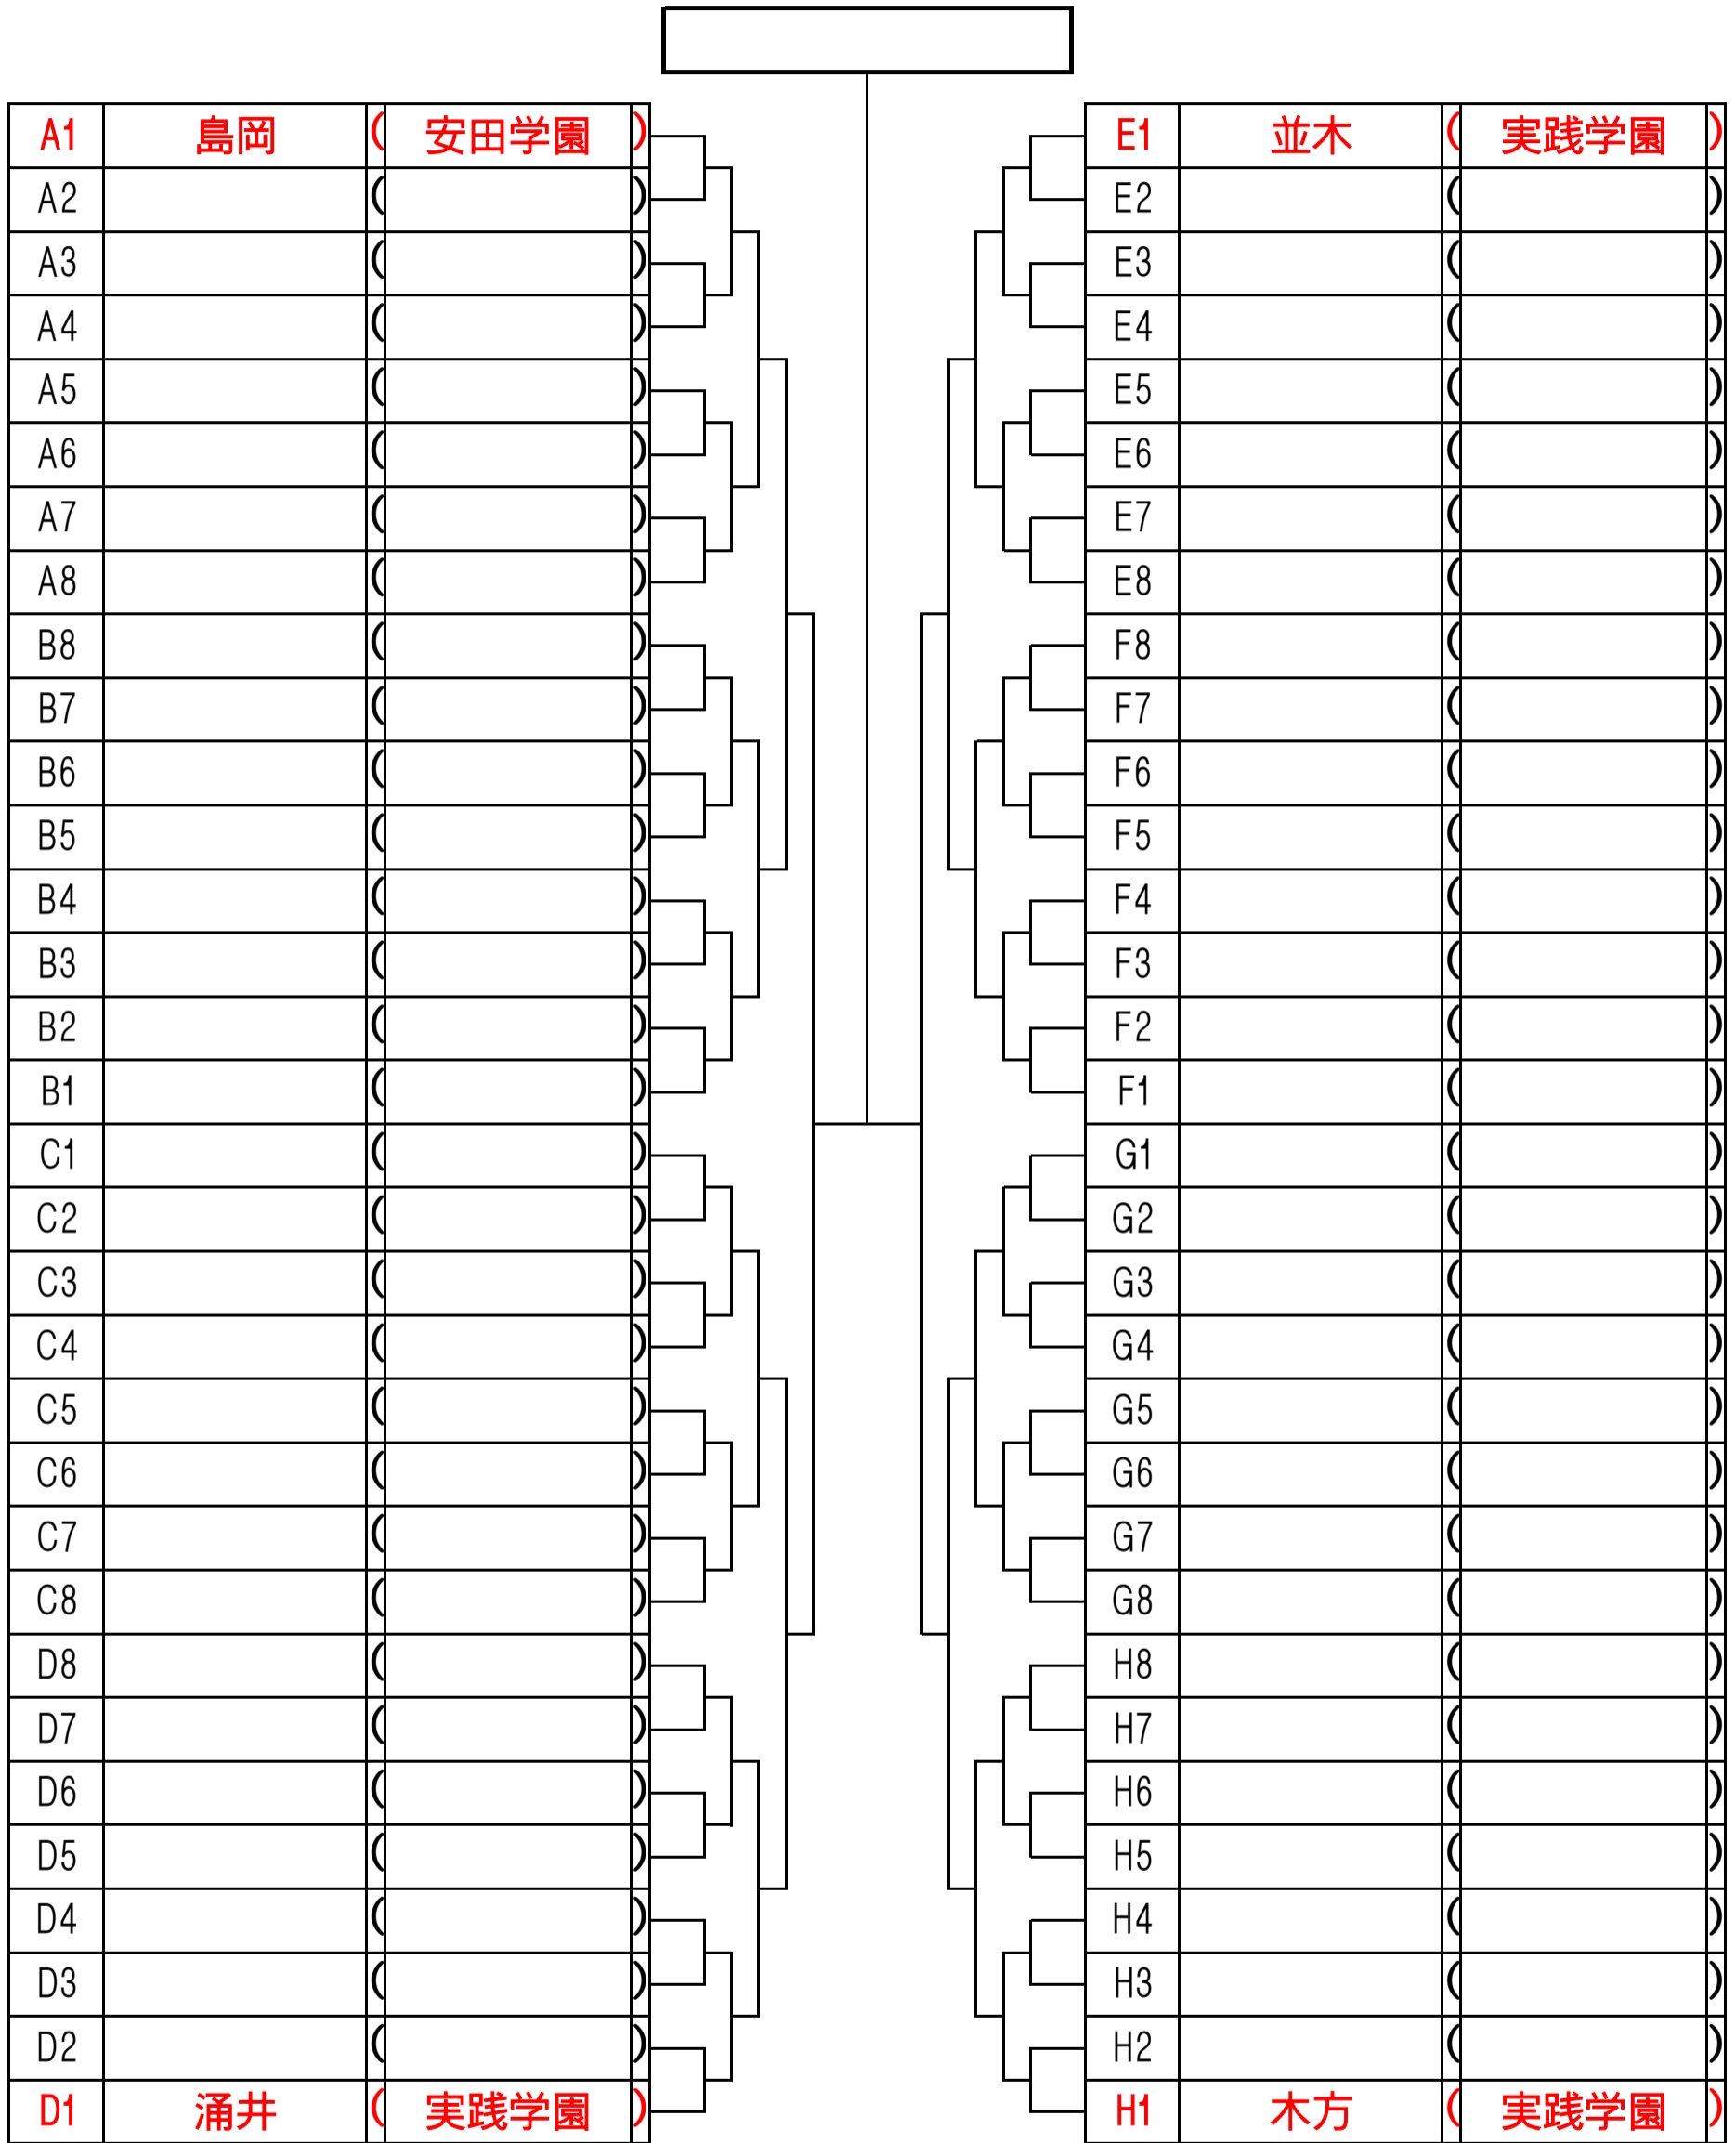 A1 島岡 ( 安田学園 )
A2 ( )
A3 ( )
A4 ( )
A5 ( )
A6 ( )
A7 ( )
A8 ( )
B8 ( )
B7 ( )
B6 ( )
B5 ( )
B4 ( )
B3 ( )
B2 ( )
B1 ( )
C1 ( )
C2 ( )
C3 ( )
C4 ( )
C5 ( )
C6 ( )
C7 ( )
C8 ( )
D8 ( )
D7 ( )
D6 ( )
D5 ( )
D4 ( )
D3 ( )
D2 ( )
D1 涌井 ( 実践学園 )
E1 並木 ( 実践学園 )
E2 ( )
E3 ( )
E4 ( )
E5 ( )
E6 ( )
E7 ( )
E8 ( )
F8 ( )
F7 ( )
F6 ( )
F5 ( )
F4 ( )
F3 ( )
F2 ( )
F1 ( )
G1 ( )
G2 ( )
G3 ( )
G4 ( )
G5 ( )
G6 ( )
G7 ( )
G8 ( )
H8 ( )
H7 ( )
H6 ( )
H5 ( )
H4 ( )
H3 ( )
H2 ( )
H1 木方 ( 実践学園 )